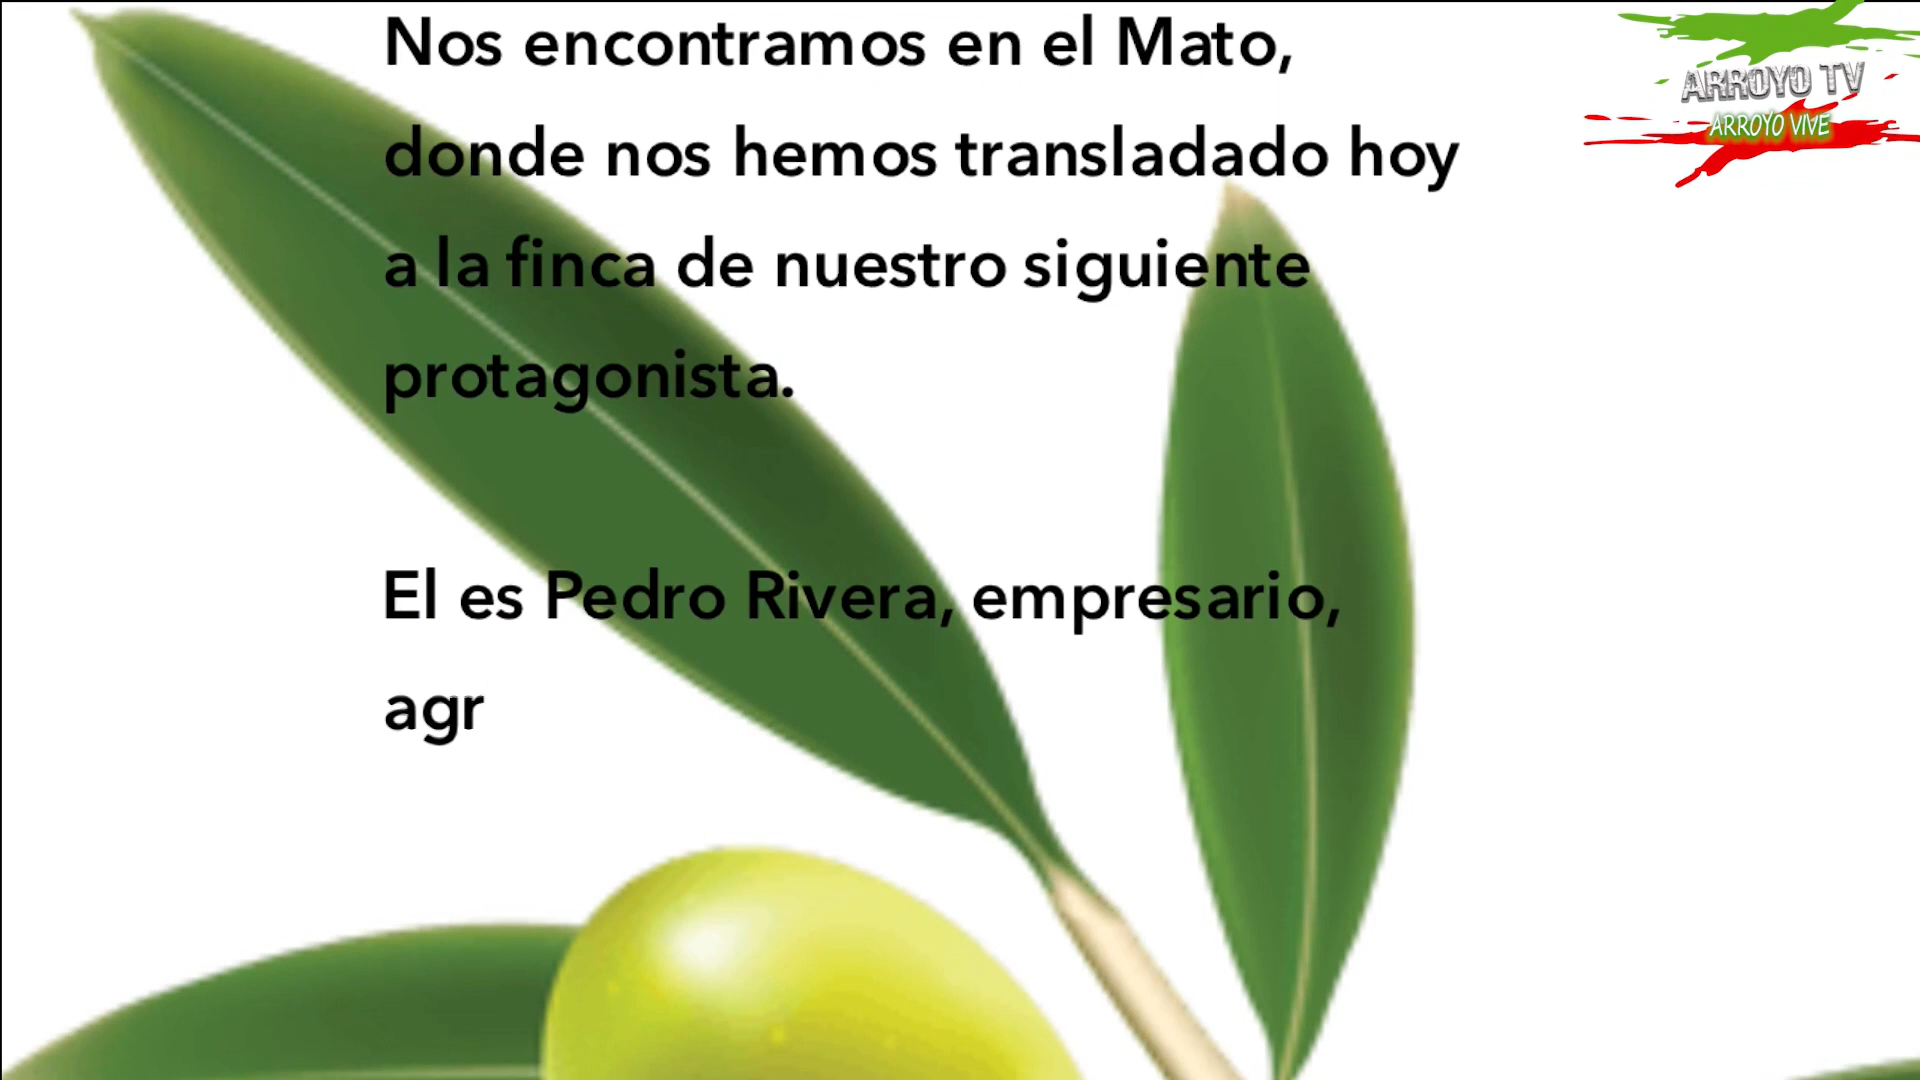 Nos encontramos en el Mato,
donde nos hemos transladado hoy
a la finca de nuestro siguiente
protagonista.
El es Pedro Rivera, empresario,
agr
ARROYO TV
ARROYO VIVE